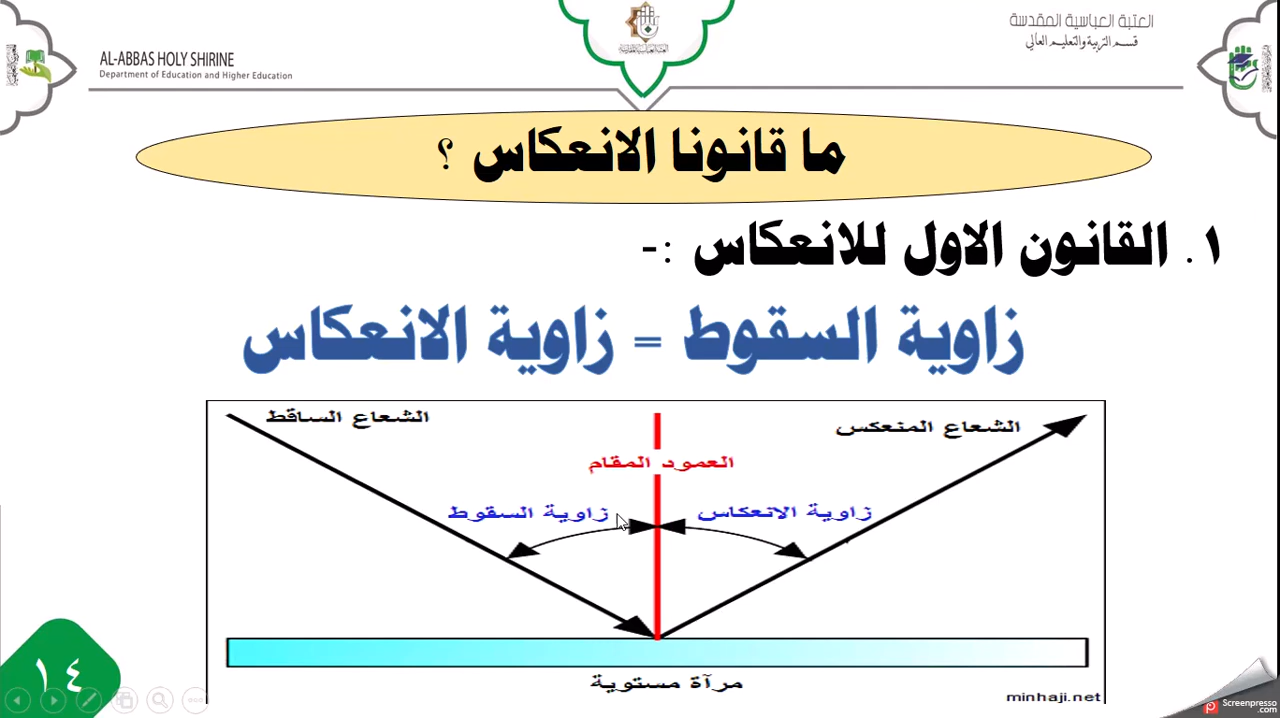 العتبة العباسية المقدسة
قسم التربية والتعليم العالي
AL-ABBAS HOLY SHIRINE
Department of Education and Higher Education
ما قانونا الانعكاس ؟
١. القانون الاول للانعكاس :-
زاوية السقوط = زاوية الانعكاس
الشعاع المنعكس
الشعاع الساقط
العمود المقام
زاوية الانعكاس
زاوية السقوط
مرآة مستوية
minhaji.net
١٤
Screenpresso
.com